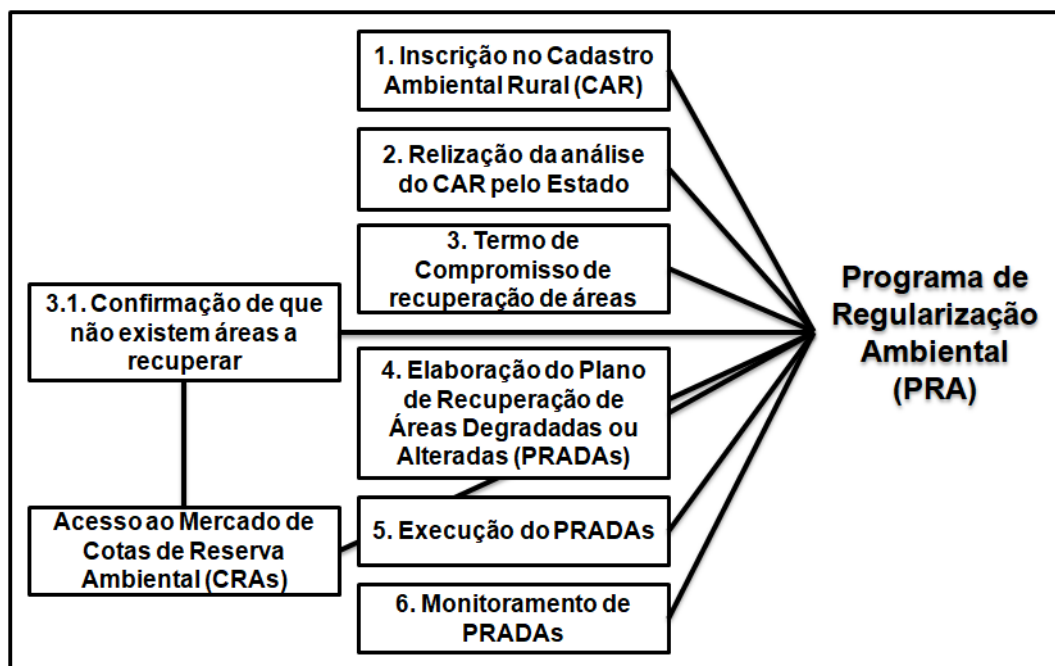 1. Inscrição no Cadastro
Ambiental Rural (CAR)
2. Relização da análise
do CAR pelo Estado
3. Termo de
Compromisso de
recuperação de áreas
3.1. Confirmação de que
não existem áreas a
recuperar
4. Elaboração do Plano
de Recuperação de
Áreas Degradadas ou
Alteradas (PRADAs)
Acesso ao Mercado de
Cotas de Reserva
Ambiental (CRAs)
5. Execução do PRADAs
6. Monitoramento de
PRADAs
Programa de
Regularização
Ambiental
(PRA)